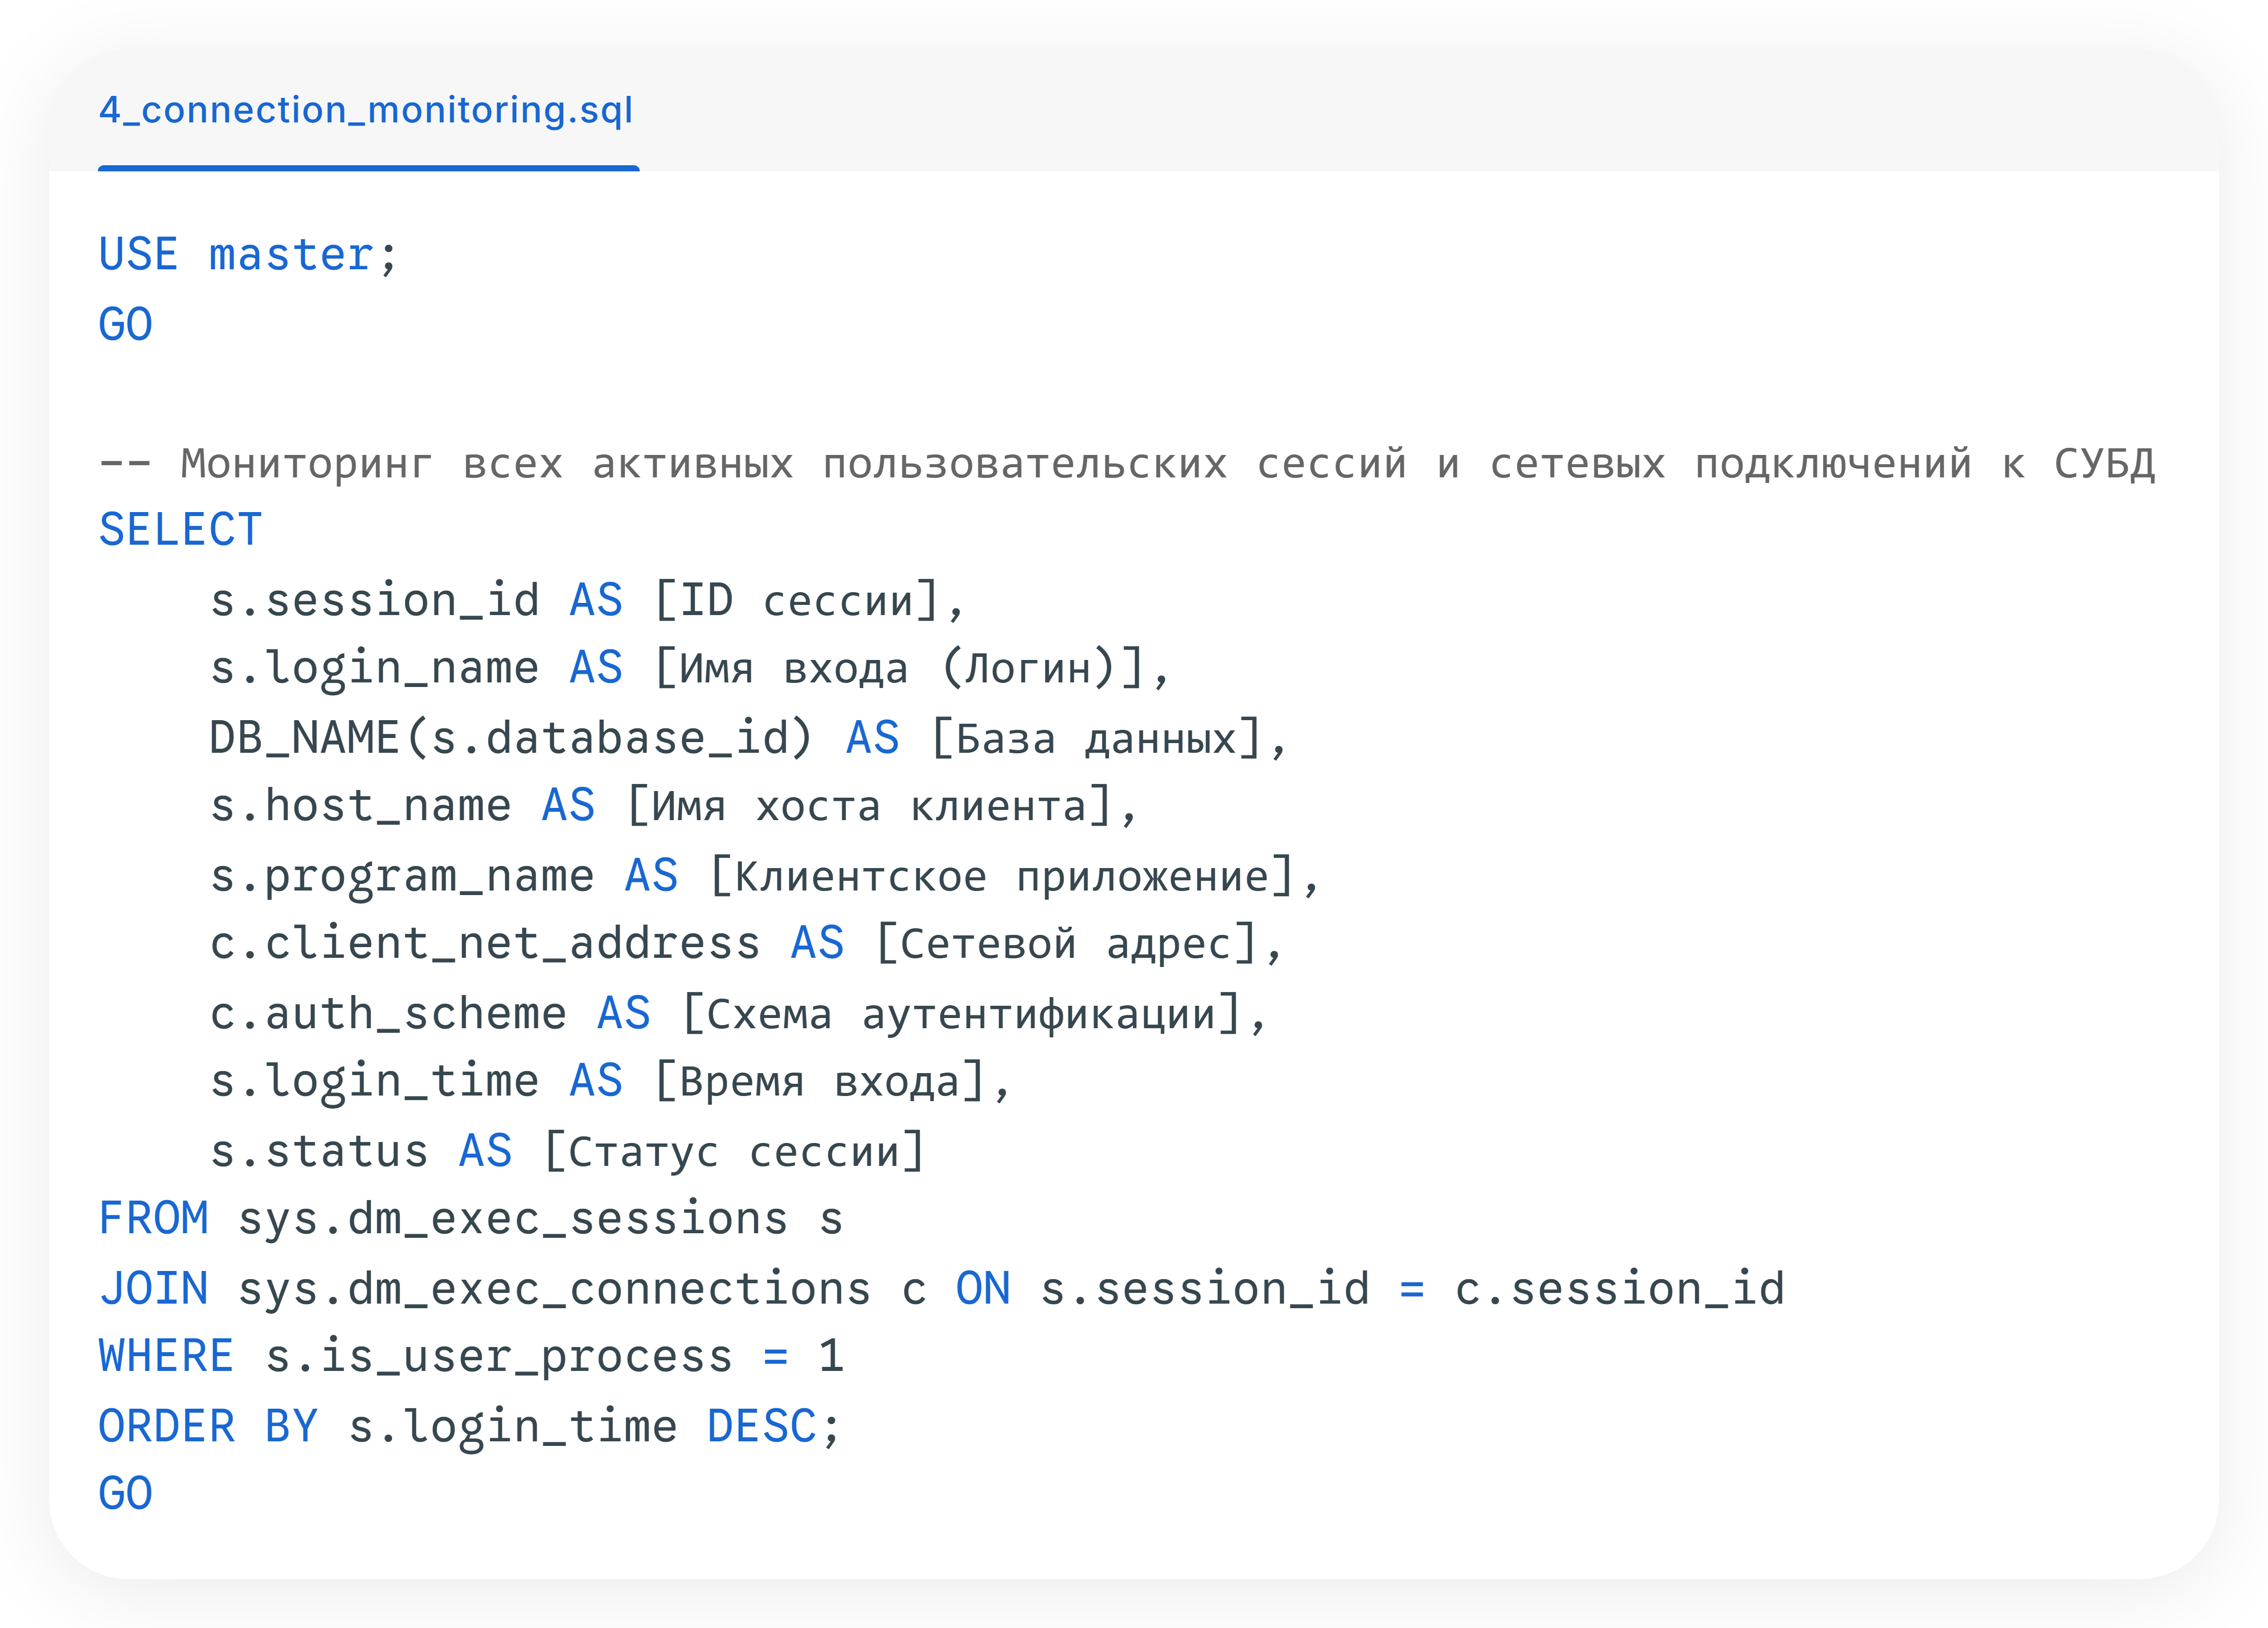 4_connection_monitoring.sql
USE master;
GO
-- Мониторинг всех активных пользовательских сессий и сетевых подключений к СУБД
SELECT
    s.session_id AS [ID сессии],
    s.login_name AS [Имя входа (Логин)],
    DB_NAME(s.database_id) AS [База данных],
    s.host_name AS [Имя хоста клиента],
    s.program_name AS [Клиентское приложение],
    c.client_net_address AS [Сетевой адрес],
    c.auth_scheme AS [Схема аутентификации],
    s.login_time AS [Время входа],
    s.status AS [Статус сессии]
FROM sys.dm_exec_sessions s
JOIN sys.dm_exec_connections c ON s.session_id = c.session_id
WHERE s.is_user_process = 1
ORDER BY s.login_time DESC;
GO